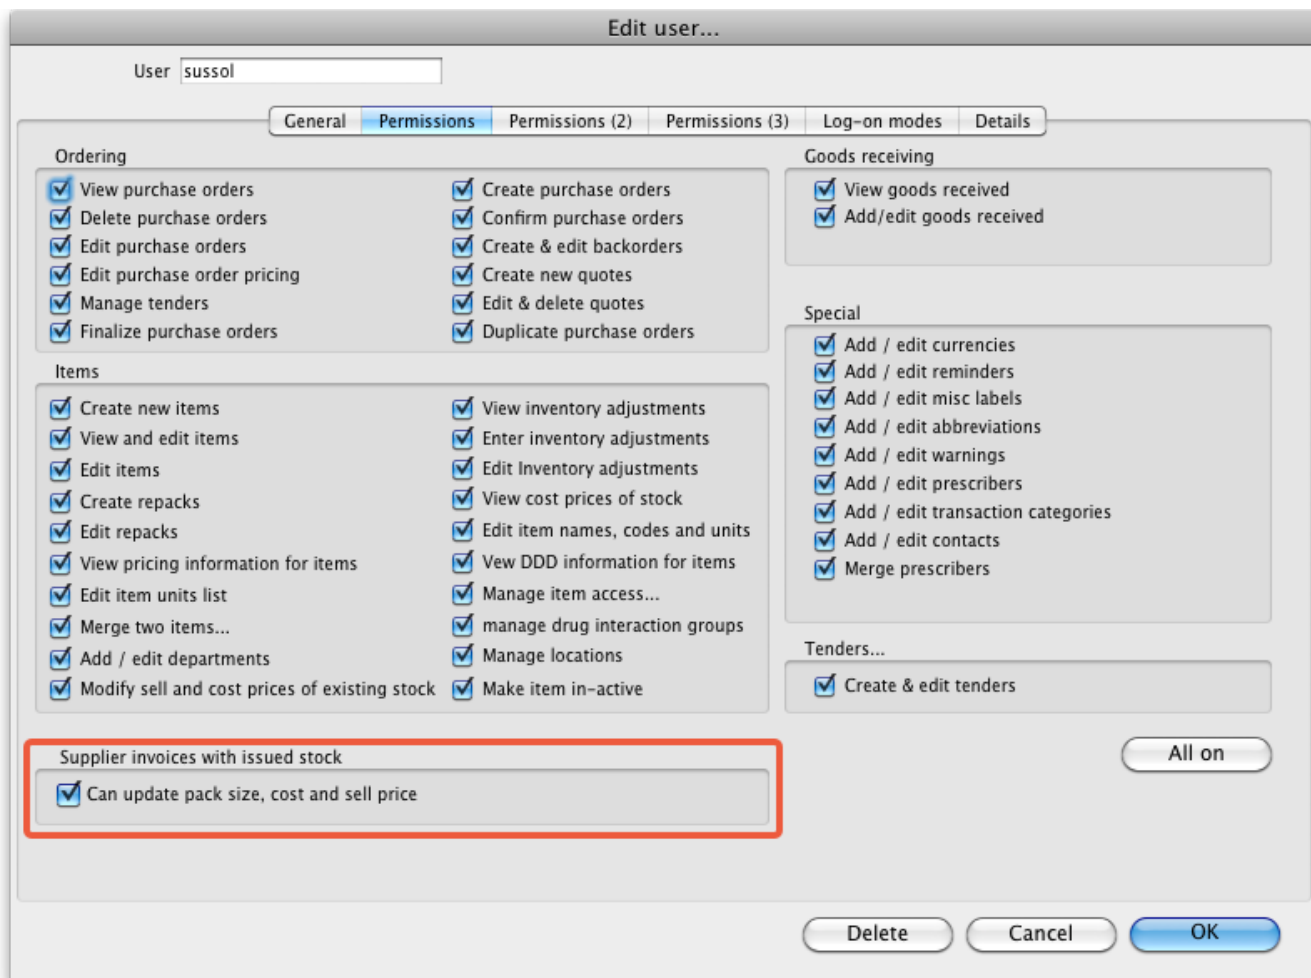 Edit user...
User sussol
General Permissions Permissions (2) Permissions (3) Log-on modes Details
Ordering
View purchase orders
Delete purchase orders
Edit purchase orders
Edit purchase order pricing
Manage tenders
Finalize purchase orders
Create purchase orders
Confirm purchase orders
Create & edit backorders
Create new quotes
Edit & delete quotes
Duplicate purchase orders
Items
Create new items
View and edit items
Edit items
Create repacks
Edit repacks
View pricing information for items
Edit item units list
Merge two items...
Add / edit departments
Modify sell and cost prices of existing stock
View inventory adjustments
Enter inventory adjustments
Edit Inventory adjustments
View cost prices of stock
Edit item names, codes and units
Vew DDD information for items
Manage item access...
manage drug interaction groups
Manage locations
Make item in-active
Supplier invoices with issued stock
Can update pack size, cost and sell price
Goods receiving
View goods received
Add/edit goods received
Special
Add / edit currencies
Add / edit reminders
Add / edit misc labels
Add / edit abbreviations
Add / edit warnings
Add / edit prescribers
Add / edit transaction categories
Add / edit contacts
Merge prescribers
Tenders...
Create & edit tenders
All on
Delete Cancel OK